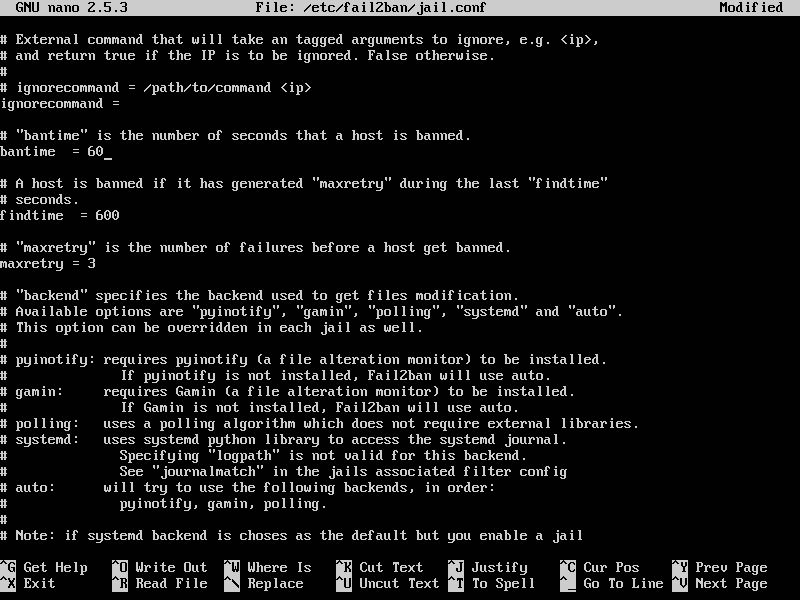 GNU nano 2.5.3 File: /etc/fail2ban/jail.conf Modified
# External command that will take an tagged arguments to ignore, e.g. <ip>,
# and return true if the IP is to be ignored. False otherwise.
#
# ignorecommand = /path/to/command <ip>
ignorecommand =
# "bantime" is the number of seconds that a host is banned.
bantime  = 60_
# A host is banned if it has generated "maxretry" during the last "findtime"
# seconds.
findtime  = 600
# "maxretry" is the number of failures before a host get banned.
maxretry = 3
# "backend" specifies the backend used to get files modification.
# Available options are "pyinotify", "gamin", "polling", "systemd" and "auto".
# This option can be overridden in each jail as well.
#
# pyinotify: requires pyinotify (a file alteration monitor) to be installed.
#              If pyinotify is not installed, Fail2ban will use auto.
# gamin:     requires Gamin (a file alteration monitor) to be installed.
#              If Gamin is not installed, Fail2ban will use auto.
# polling:   uses a polling algorithm which does not require external libraries.
# systemd:   uses systemd python library to access the systemd journal.
#              Specifying "logpath" is not valid for this backend.
#              See "journalmatch" in the jails associated filter config
# auto:      will try to use the following backends, in order:
#              pyinotify, gamin, polling.
#
# Note: if systemd backend is choses as the default but you enable a jail
^G Get Help ^O Write Out ^W Where Is ^K Cut Text ^J Justify ^C Cur Pos ^Y Prev Page
^X Exit ^R Read File ^\ Replace ^U Uncut Text ^T To Spell ^_ Go To Line ^V Next Page